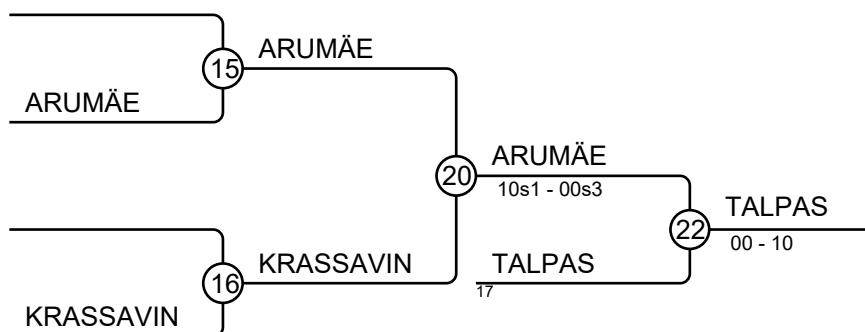 ARUMÄE
15
ARUMÄE
ARUMÄE
20
10s1 - 00s3
TALPAS
22
00 - 10
KRASSAVIN
TALPAS
16
17
KRASSAVIN